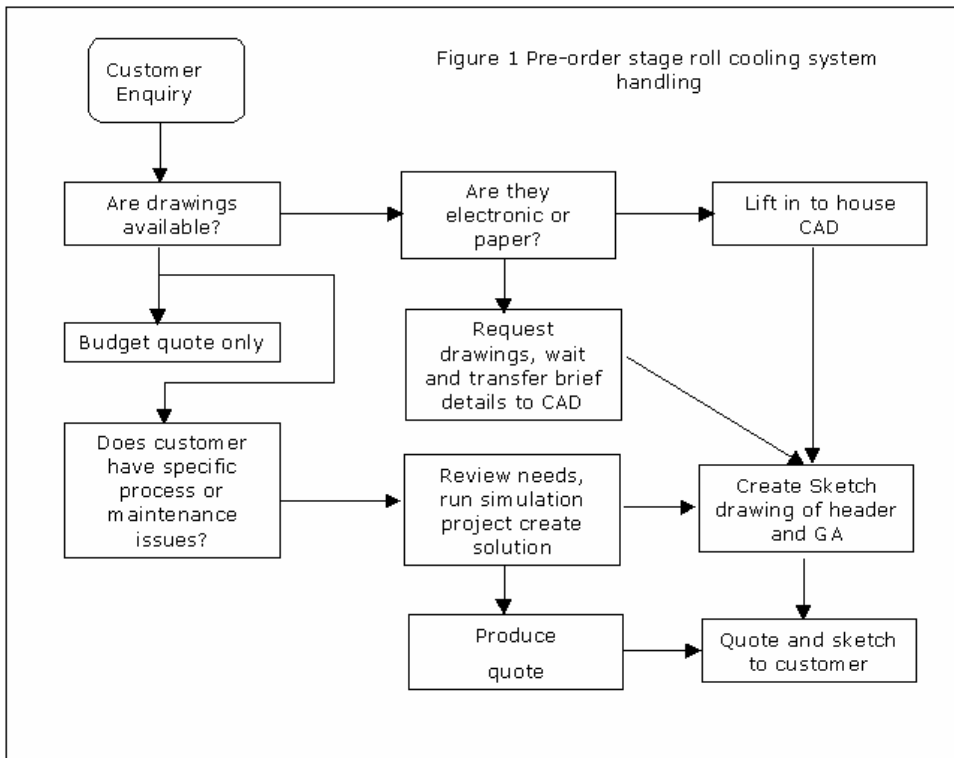 Figure 1 Pre-order stage roll cooling system
handling
Customer
Enquiry
Are drawings
available?
Are they
electronic or
paper?
Lift in to house
CAD
Budget quote only
Request
drawings, wait
and transfer brief
details to CAD
Does customer
have specific
process or
maintenance
issues?
Review needs,
run simulation
project create
solution
Create Sketch
drawing of header
and GA
Produce
quote
Quote and sketch
to customer